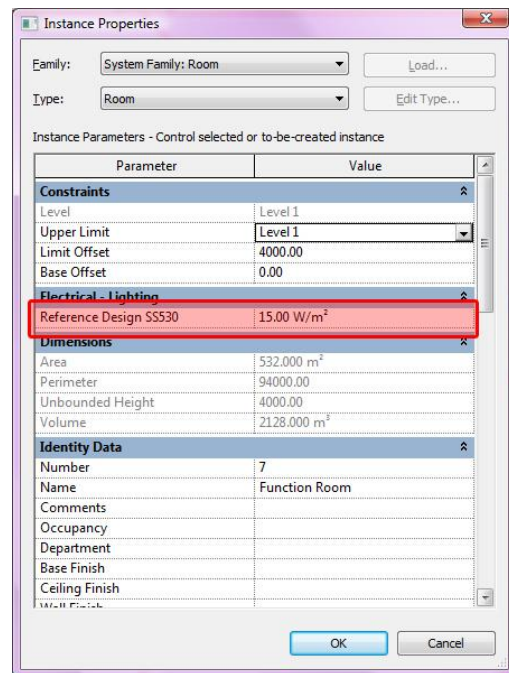 Instance Properties
Family: System Family: Room Load...
Type: Room Edit Type...
Instance Parameters - Control selected or to-be-created instance
Parameter Value
Constraints
Level Level 1
Upper Limit Level 1
Limit Offset 4000.00
Base Offset 0.00
Electrical - Lighting
Reference Design SS530 15.00 W/m²
Dimensions
Area 532.000 m²
Perimeter 94000.00
Unbounded Height 4000.00
Volume 2128.000 m³
Identity Data
Number 7
Name Function Room
Comments
Occupancy
Department
Base Finish
Ceiling Finish
Wall Finish
OK Cancel